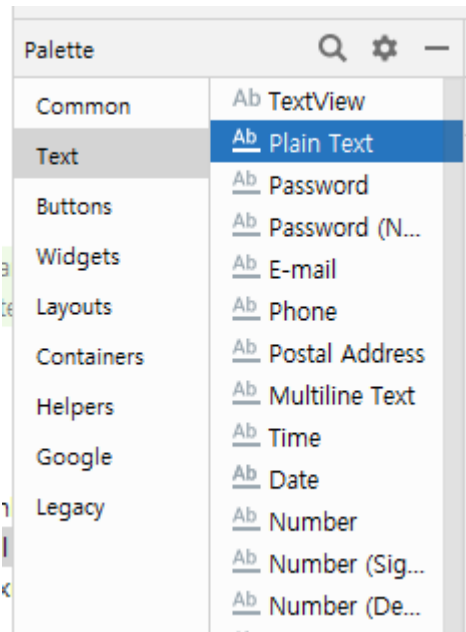 Palette
Common
Text
Buttons
Widgets
Layouts
Containers
Helpers
Google
Legacy
Ab TextView
Ab Plain Text
Ab Password
Ab Password (N...
Ab E-mail
Ab Phone
Ab Postal Address
Ab Multiline Text
Ab Time
Ab Date
Ab Number
Ab Number (Sig...
Ab Number (De...